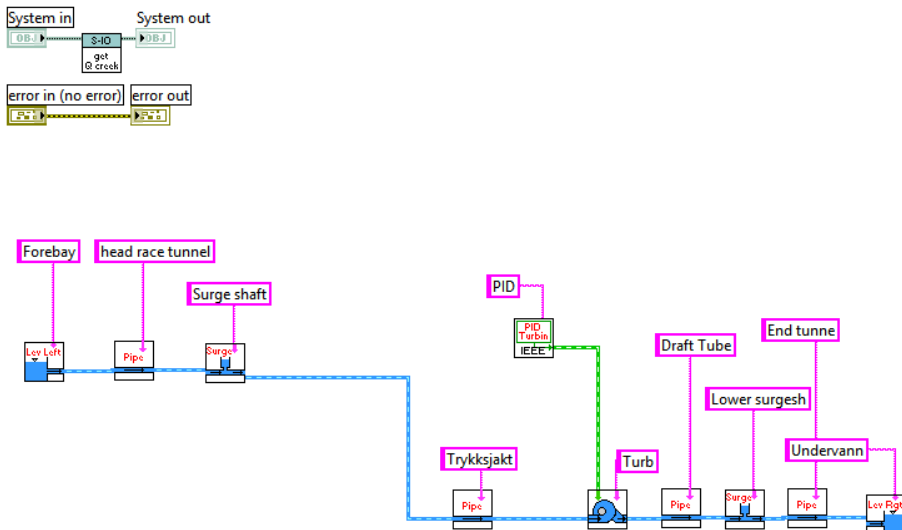 System in
System out
OBJ
S-IO
OBJ
get
Q creek
error in (no error)
error out
Forebay
head race tunnel
Surge shaft
PID
PID
Turbin
IEEE
Lev Left
Pipe
Surge
Draft Tube
End tunne
Lower surgesh
Undervann
Trykksjakt
Turb
Pipe
Pipe
Surge
Pipe
Lev Rgt